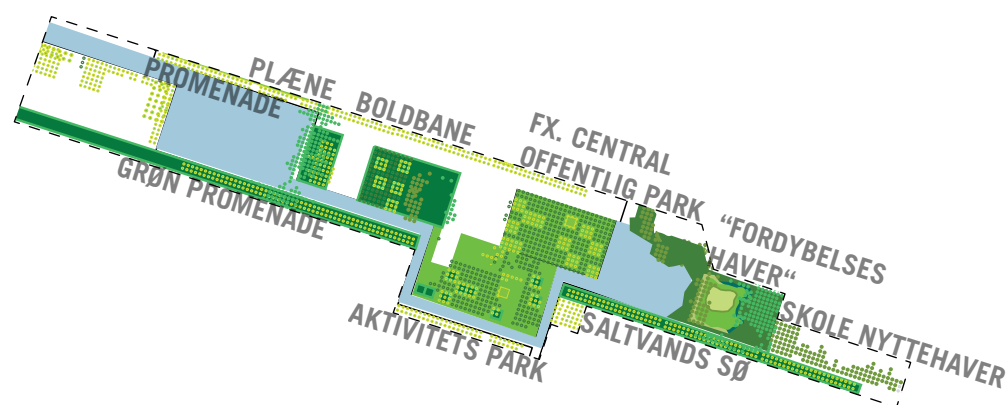 PROMENADE
PLÆNE
BOLDBANE
FX. CENTRAL
OFFENTLIG PARK
“FORDYBELSES
HAVER“
GRØN PROMENADE
AKTIVITETS PARK
SALTVANDS SØ
SKOLE NYTTEHAVER